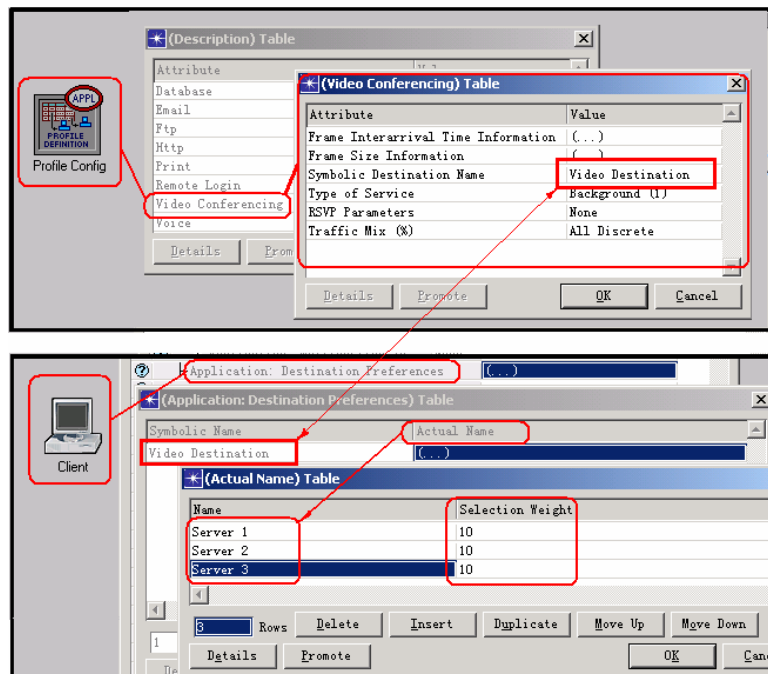 (Description) Table
Attribute
Database
Email
Ftp
Http
Print
Remote Login
Video Conferencing
Voice
Details
APPL
PROFILE
DEFINITION
Profile Config
(Video Conferencing) Table
Attribute Value
Frame Interarrival Time Information (...)
Frame Size Information (...)
Symbolic Destination Name Video Destination
Type of Service Background (1)
RSVP Parameters None
Traffic Mix (%) All Discrete
Details Promote OK Cancel
Application: Destination Preferences (...)
(Application: Destination Preferences) Table
Symbolic Name Actual Name
Video Destination (...)
Client
(Actual Name) Table
Name Selection Weight
Server 1 10
Server 2 10
Server 3 10
3 Rows Delete Insert Duplicate Move Up Move Down
1
Details Promote OK